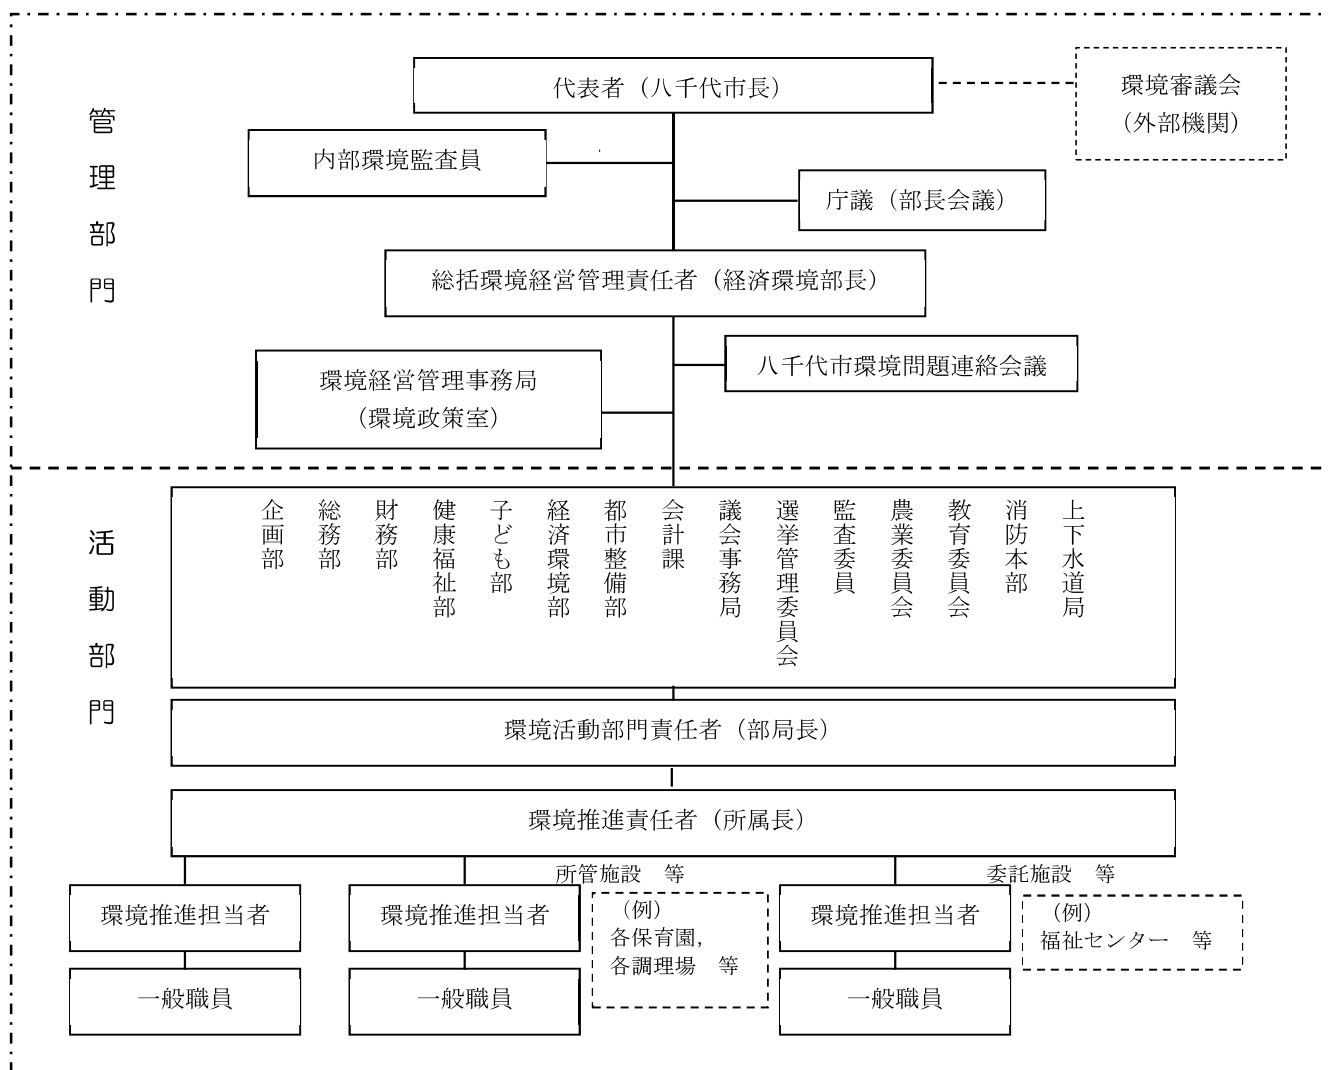 管理部門
代表者（八千代市長）
環境審議会
（外部機関）
内部環境監査員
庁議（部長会議）
総括環境経営管理責任者（経済環境部長）
八千代市環境問題連絡会議
環境経営管理事務局
（環境政策室）
活動部門
企画部
総務部
財務部
健康福祉部
子ども部
経済環境部
都市整備部
会計課
議会事務局
選挙管理委員会
監査委員
農業委員会
教育委員会
消防本部
上下水道局
環境活動部門責任者（部局長）
環境推進責任者（所属長）
所管施設　等
委託施設　等
環境推進担当者
環境推進担当者
（例）
各保育園，
各調理場　等
環境推進担当者
（例）
福祉センター　等
一般職員
一般職員
一般職員